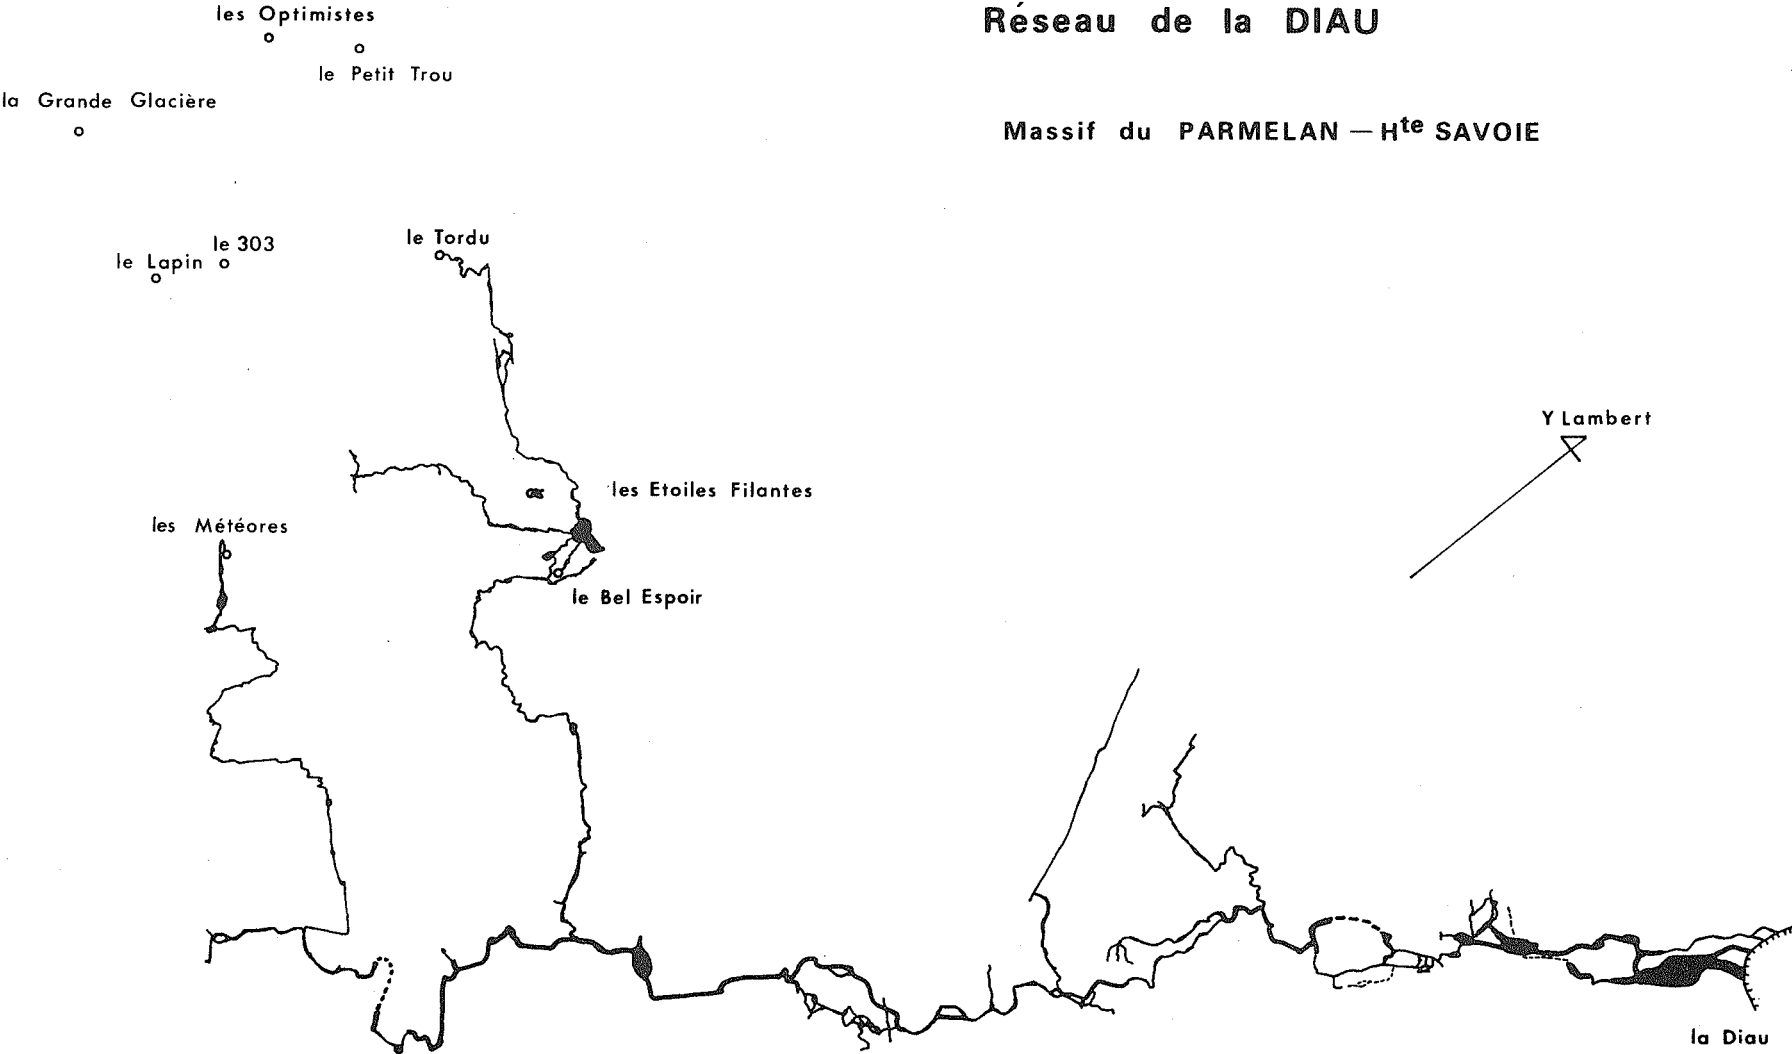 les Optimistes
Réseau de la DIAU
le Petit Trou
la Grande Glacière
Massif du PARMELAN — Hte SAVOIE
le Tordu
le 303
le Lapin
Y Lambert
les Etoiles Filantes
les Météores
le Bel Espoir
la Diau